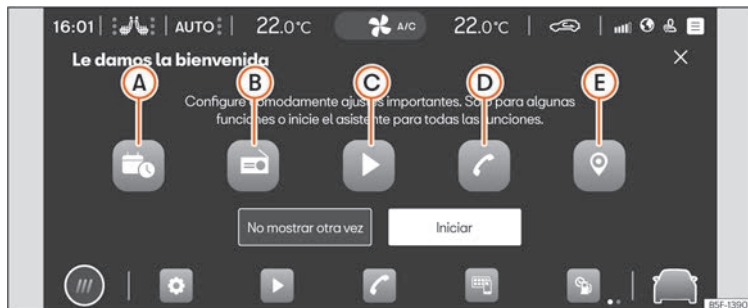 16:01 AUTO 22.0°C A/C 22.0°C
Le damos la bienvenida
A B C D E
Configure cómodamente ajustes importantes. Solo para algunas
funciones o inicie el asistente para todas las funciones.
No mostrar otra vez Iniciar
BSF-1390